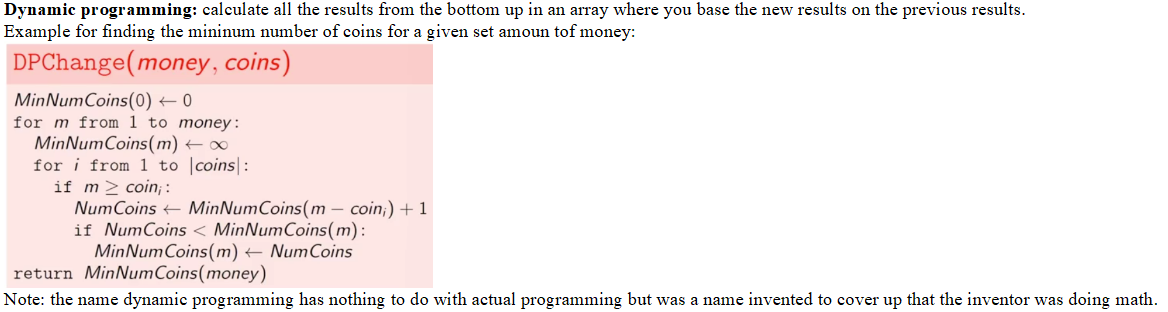 Dynamic programming: calculate all the results from the bottom up in an array where you base the new results on the previous results.
Example for finding the mininum number of coins for a given set amoun tof money:
DPChange(money, coins)
MinNumCoins(0) ← 0
for m from 1 to money:
MinNumCoins(m) ← ∞
for i from 1 to |coins|:
if m ≥ coinᵢ:
NumCoins ← MinNumCoins(m − coinᵢ) + 1
if NumCoins < MinNumCoins(m):
MinNumCoins(m) ← NumCoins
return MinNumCoins(money)
Note: the name dynamic programming has nothing to do with actual programming but was a name invented to cover up that the inventor was doing math.